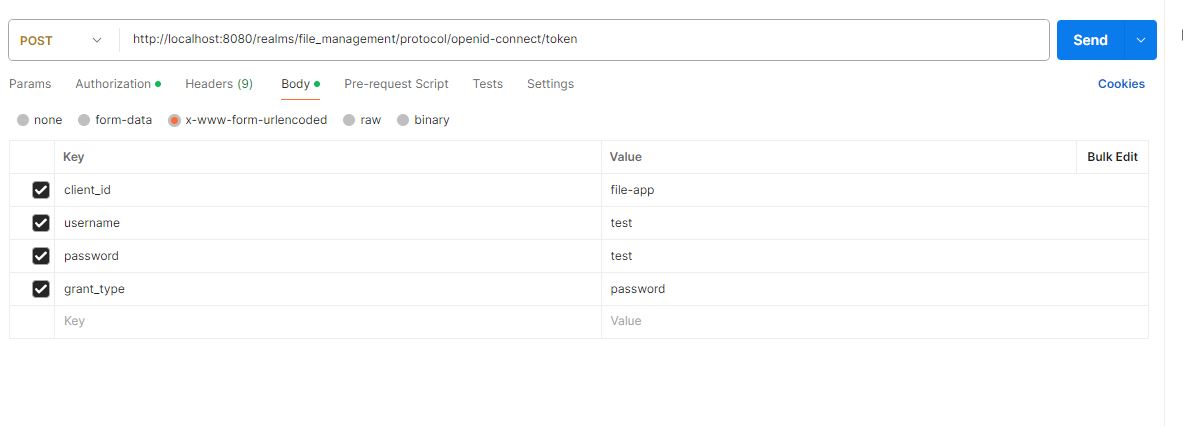 POST http://localhost:8080/realms/file_management/protocol/openid-connect/token Send
Params Authorization Headers (9) Body Pre-request Script Tests Settings Cookies
none form-data x-www-form-urlencoded raw binary
Key Value Bulk Edit
client_id file-app
username test
password test
grant_type password
Key Value